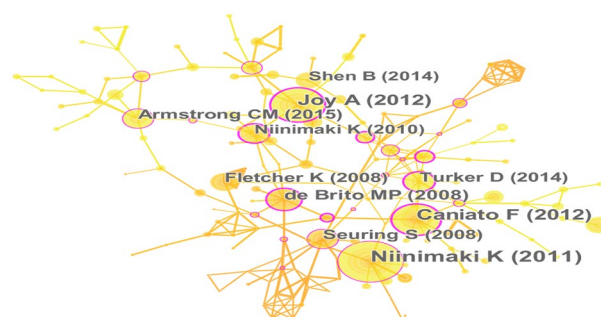 Shen B (2014)
Joy A (2012)
Armstrong CM (2015)
Niinimaki K (2010)
Fletcher K (2008)
Turker D (2014)
de Brito MP (2008)
Caniato F (2012)
Seuring S (2008)
Niinimaki K (2011)